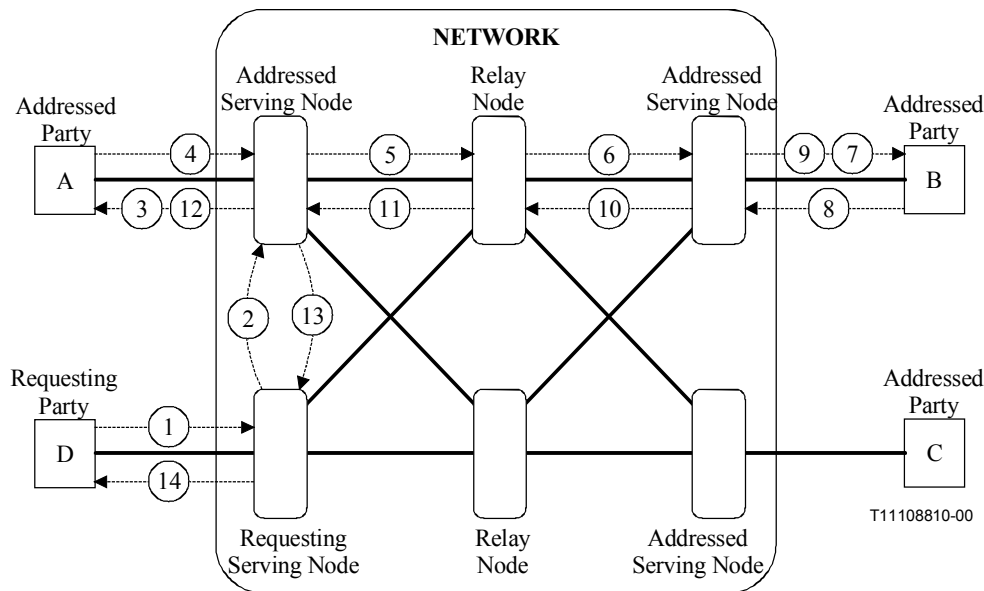 NETWORK
Addressed
Serving Node
Relay
Node
Addressed
Serving Node
Addressed
Party
Addressed
Party
4
5
6
9
7
A
B
3
12
11
10
8
2
13
Requesting
Party
Addressed
Party
1
D
C
14
T11108810-00
Requesting
Serving Node
Relay
Node
Addressed
Serving Node